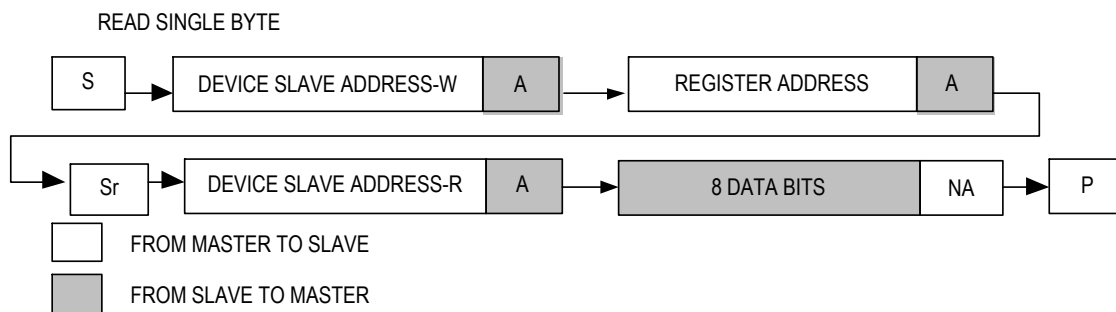 READ SINGLE BYTE
S DEVICE SLAVE ADDRESS-W A REGISTER ADDRESS A
Sr DEVICE SLAVE ADDRESS-R A 8 DATA BITS NA P
FROM MASTER TO SLAVE
FROM SLAVE TO MASTER